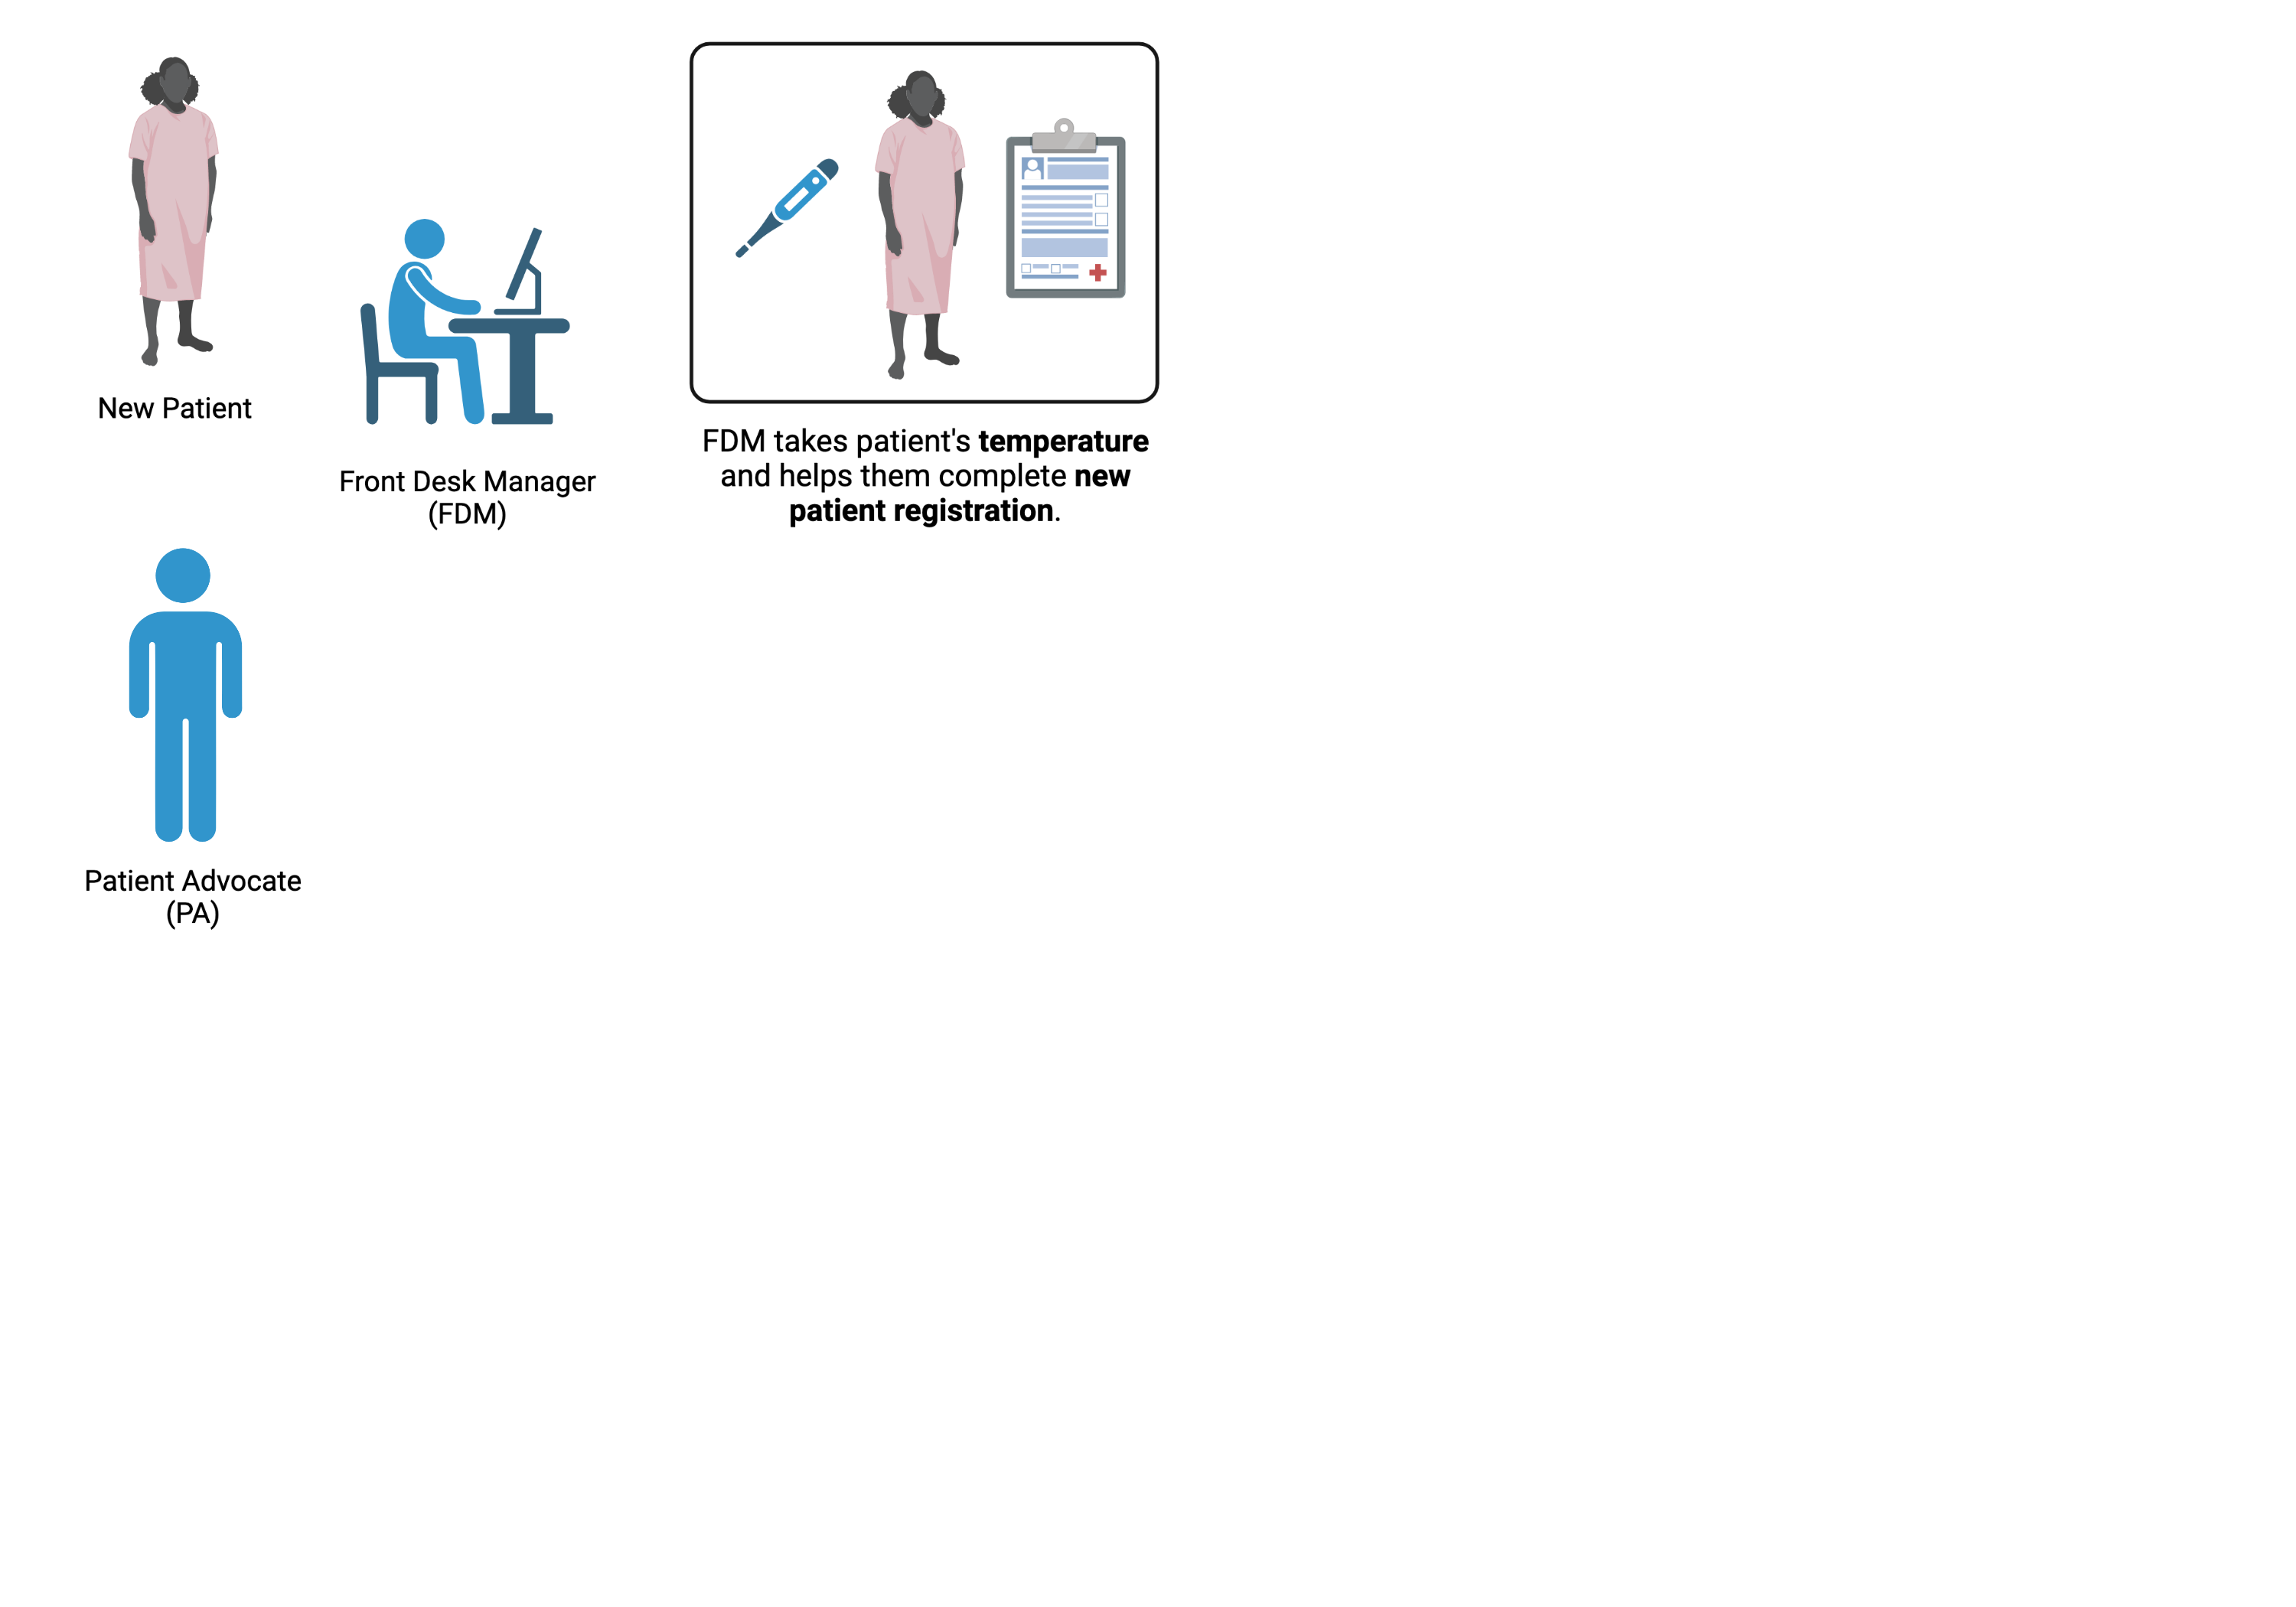 New Patient
Front Desk Manager
(FDM)
FDM takes patient's temperature
and helps them complete new
patient registration.
Patient Advocate
(PA)